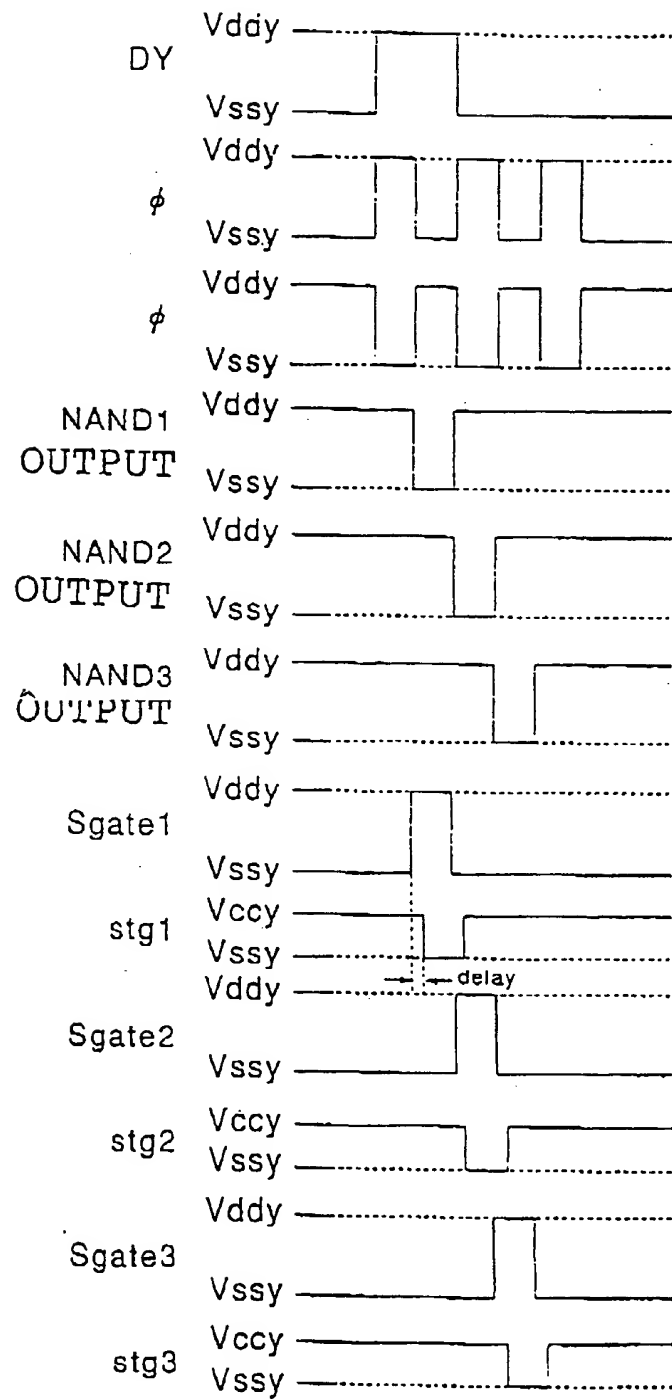 Vddy
DY
Vssy
Vddy
ϕ
Vssy
Vddy
ϕ
Vssy
Vddy
NAND1
OUTPUT
Vssy
Vddy
NAND2
OUTPUT
Vssy
Vddy
NAND3
OUTPUT
Vssy
Vddy
Sgate1
Vssy
Vccy
stg1
Vssy
delay
Vddy
Sgate2
Vssy
Vccy
stg2
Vssy
Vddy
Sgate3
Vssy
Vccy
stg3
Vssy